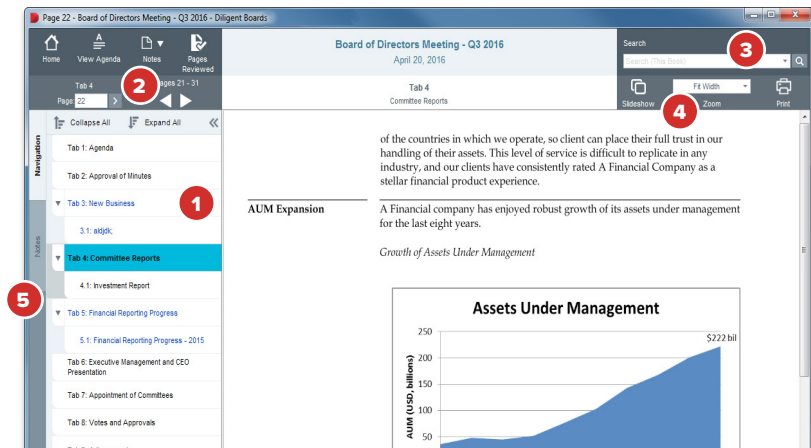 Page 22 - Board of Directors Meeting - Q3 2016 - Diligent Boards
Home
View Agenda
Notes
Pages Reviewed
Board of Directors Meeting - Q3 2016
April 20, 2016
Search
Search (This Book)
3
Tab 4
2
ages 21 - 31
Page: 22
Tab 4
Committee Reports
Slideshow
Fit Width
Zoom
Print
4
Collapse All
Expand All
Navigation
Notes
Tab 1: Agenda
Tab 2: Approval of Minutes
Tab 3: New Business
1
3.1: aldjdk;
Tab 4: Committee Reports
4.1: Investment Report
5
Tab 5: Financial Reporting Progress
5.1: Financial Reporting Progress - 2015
Tab 6: Executive Management and CEO
Presentation
Tab 7: Appointment of Committees
Tab 8: Votes and Approvals
of the countries in which we operate, so client can place their full trust in our
handling of their assets. This level of service is difficult to replicate in any
industry, and our clients have consistently rated A Financial Company as a
stellar financial product experience.
AUM Expansion
A Financial company has enjoyed robust growth of its assets under management
for the last eight years.
Growth of Assets Under Management
Assets Under Management
$222 bil
AUM (USD, billions)
250
200
150
100
50